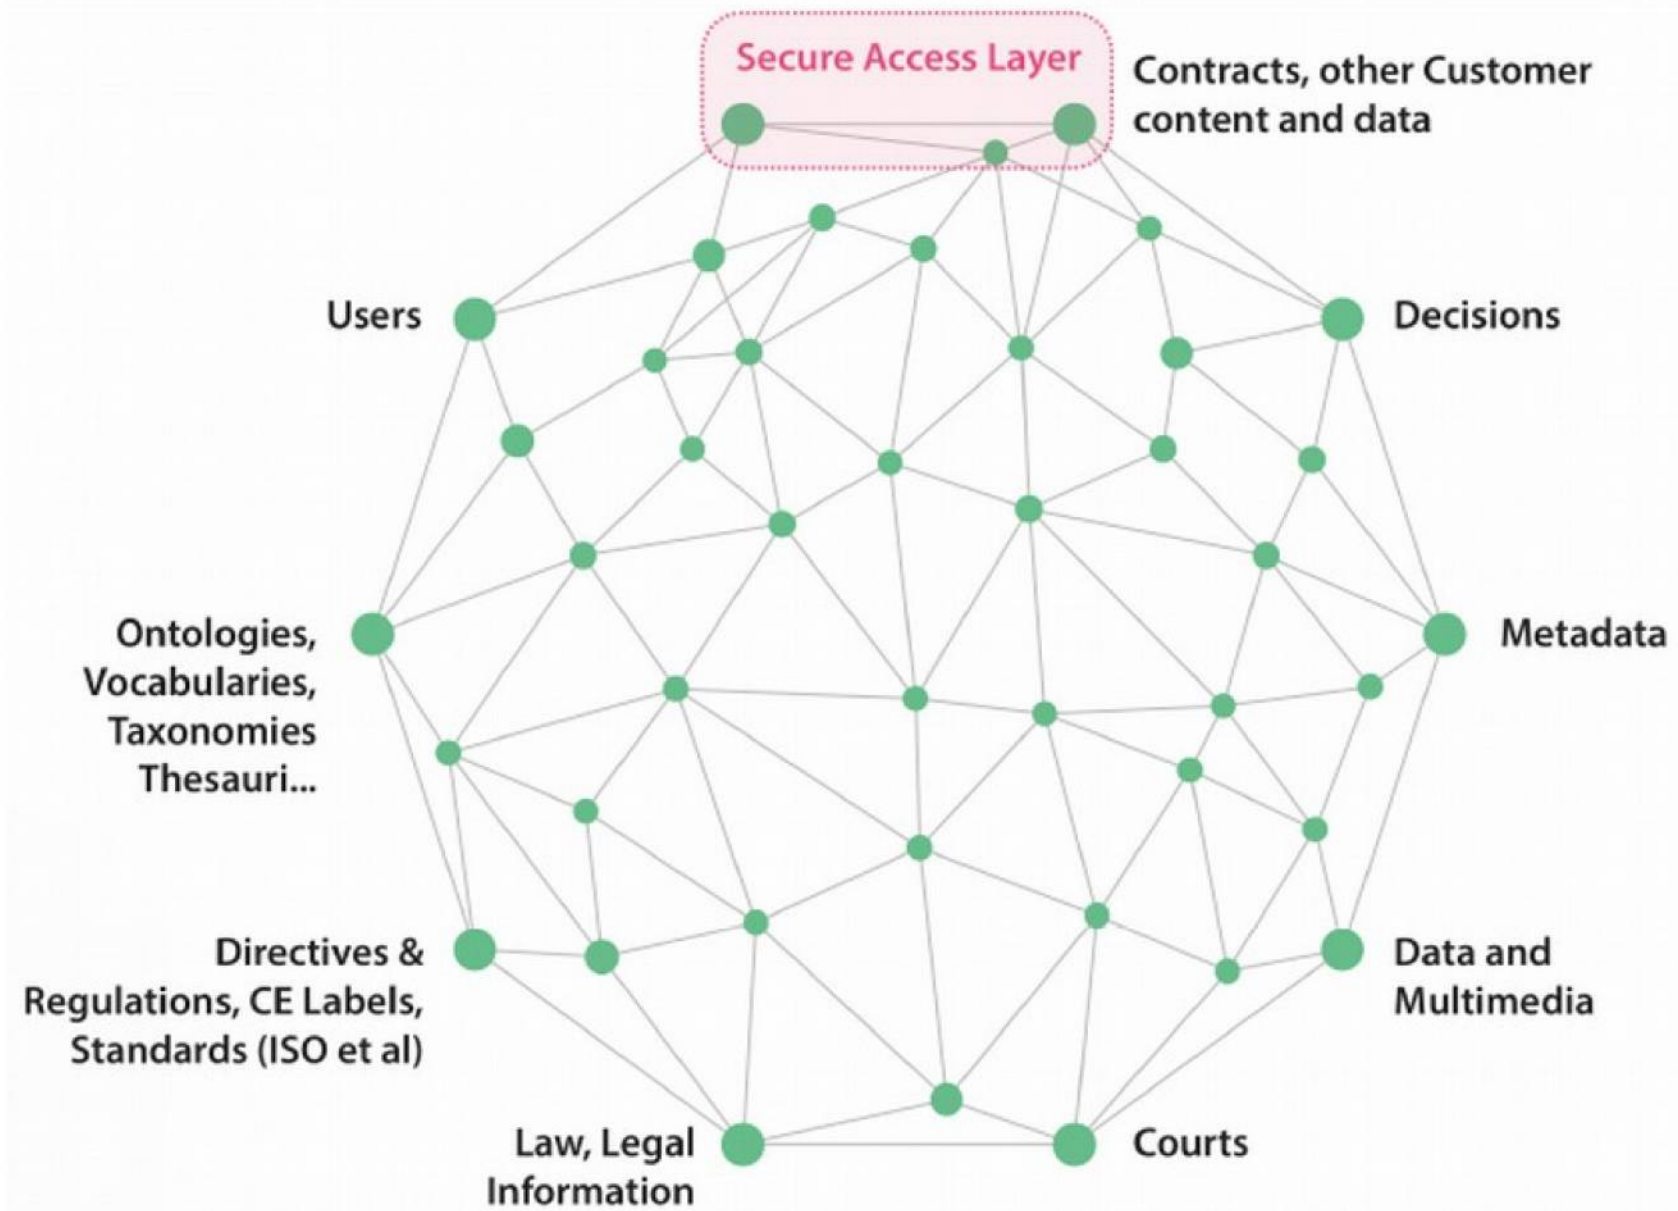 Secure Access Layer
Contracts, other Customer
content and data
Users
Decisions
Ontologies,
Vocabularies,
Taxonomies
Thesauri...
Metadata
Directives &
Regulations, CE Labels,
Standards (ISO et al)
Data and
Multimedia
Law, Legal
Information
Courts